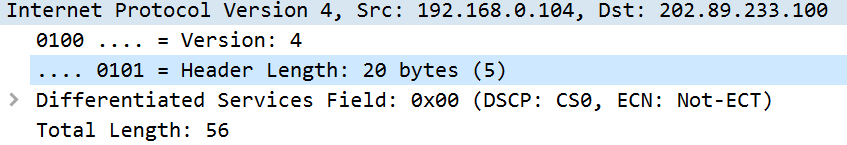 Internet Protocol Version 4, Src: 192.168.0.104, Dst: 202.89.233.100
0100 .... = Version: 4
.... 0101 = Header Length: 20 bytes (5)
Differentiated Services Field: 0x00 (DSCP: CS0, ECN: Not-ECT)
Total Length: 56